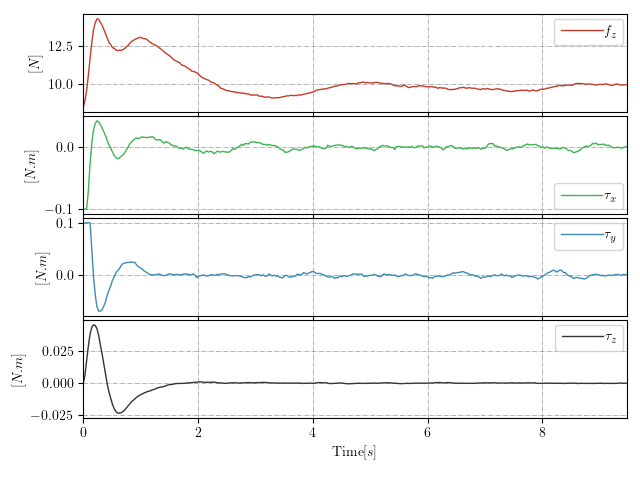 12.5
10.0
[N]
f_z
0.0
−0.1
[N.m]
τ_x
0.1
0.0
[N.m]
τ_y
0.025
0.000
−0.025
[N.m]
τ_z
0 2 4 6 8
Time[s]